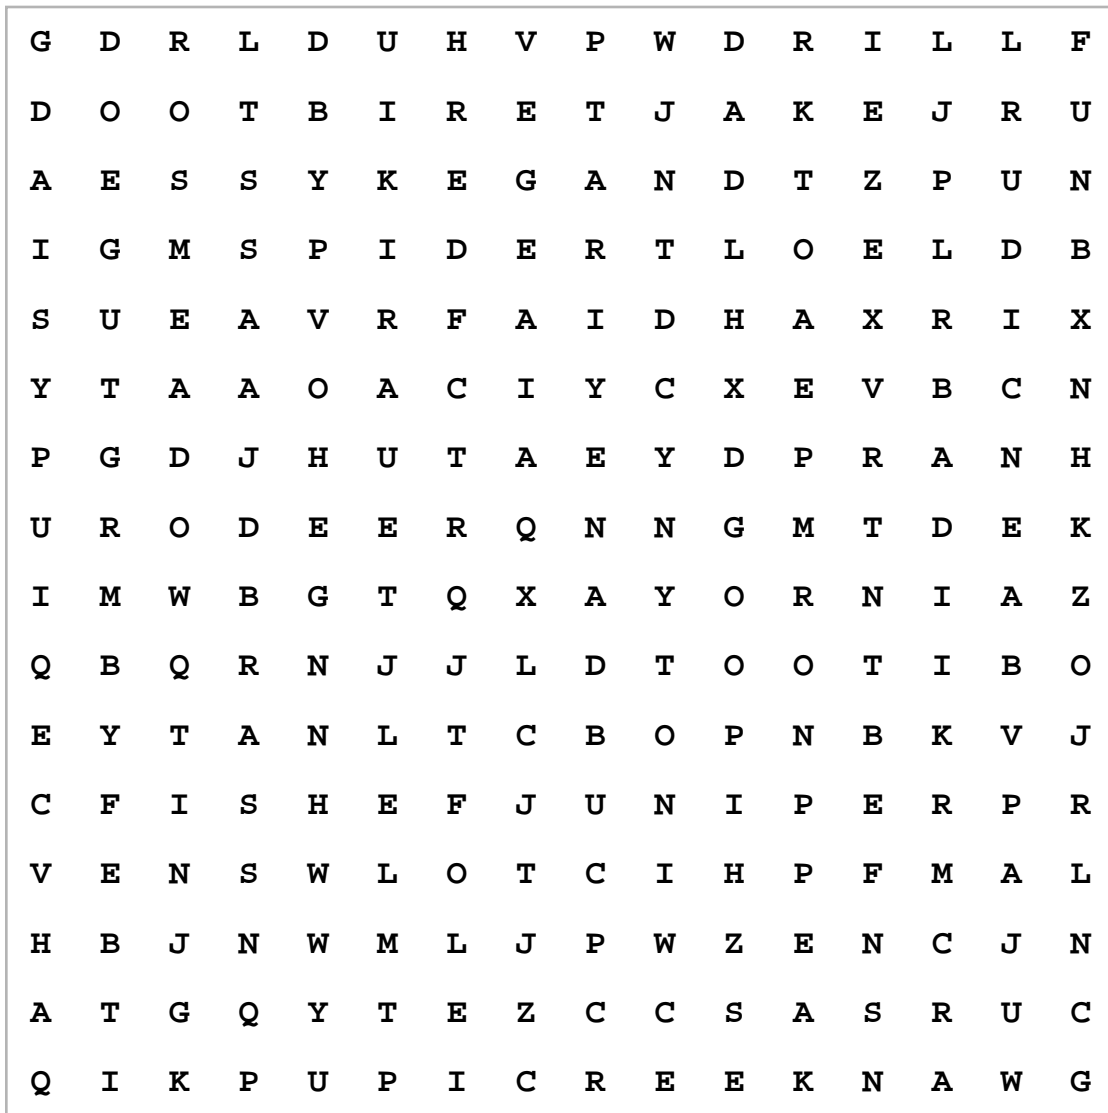 G D R L D U H V P W D R I L L F
D O O T B I R E T J A K E J R U
A E S S Y K E G A N D T Z P U N
I G M S P I D E R T L O E L D B
S U E A V R F A I D H A X R I X
Y T A A O A C I Y C X E V B C N
P G D J H U T A E Y D P R A N H
U R O D E E R Q N N G M T D E K
I M W B G T Q X A Y O R N I A Z
Q B Q R N J J L D T O O T I B O
E Y T A N L T C B O P N B K V J
C F I S H E F J U N I P E R P R
V E N S W L O T C I H P F M A L
H B J N W M L J P W Z E N C J N
A T G Q Y T E Z C C S A S R U C
Q I K P U P I C R E E K N A W G